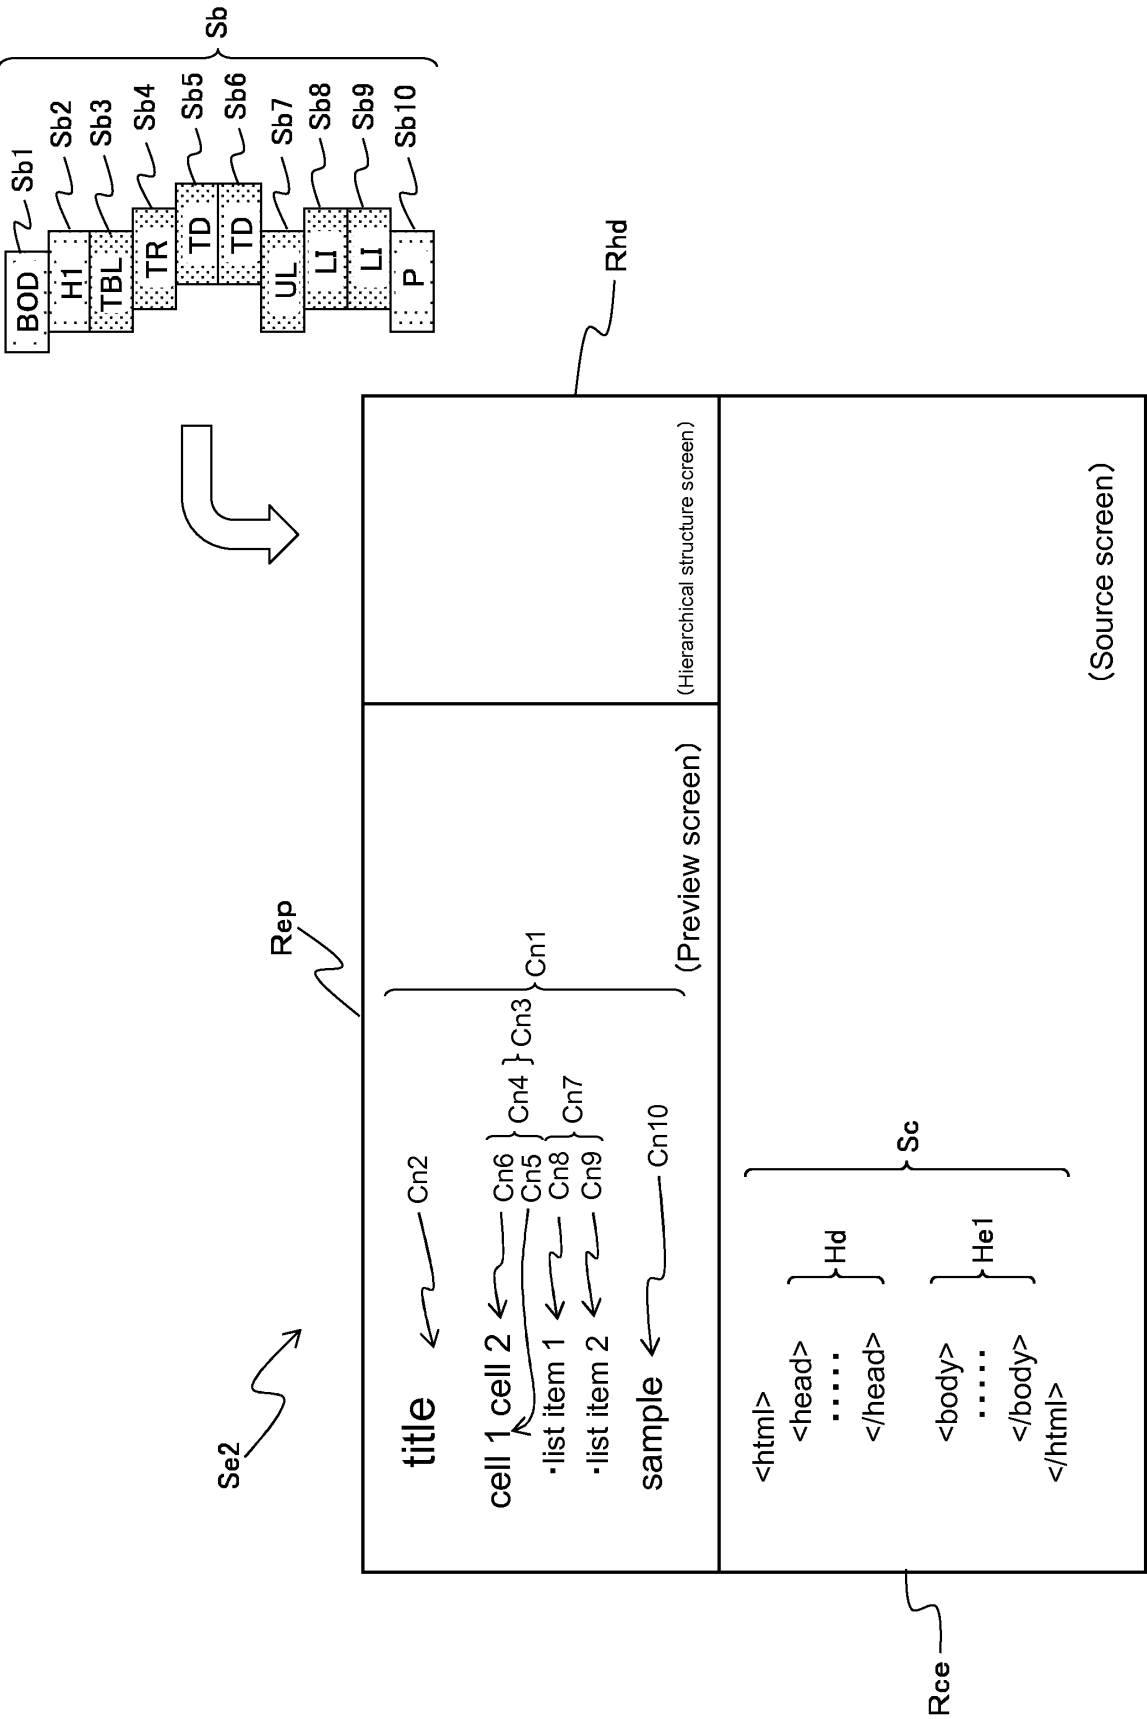 Se2
Rep
title
Cn2
cell 1 cell 2
Cn6
Cn5
Cn4
Cn3
Cn1
・list item 1
Cn8
・list item 2
Cn9
Cn7
sample
Cn10
(Preview screen)
(Hierarchical structure screen)
Rhd
BOD
Sb1
H1
Sb2
TBL
Sb3
TR
Sb4
TD
Sb5
TD
Sb6
UL
Sb7
LI
Sb8
LI
Sb9
P
Sb10
Sb
<html>
<head>
.....
</head>
Hd
<body>
.....
</body>
He1
</html>
Sc
(Source screen)
Rce